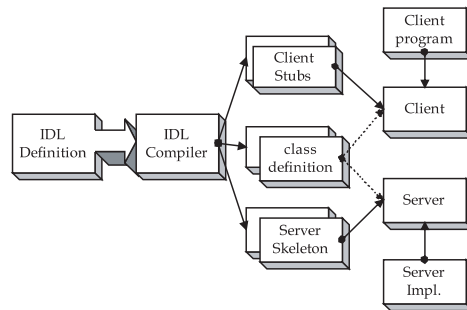 Client
program
Client
Stubs
Client
IDL
Definition
IDL
Compiler
class
definition
Server
Server
Skeleton
Server
Impl.